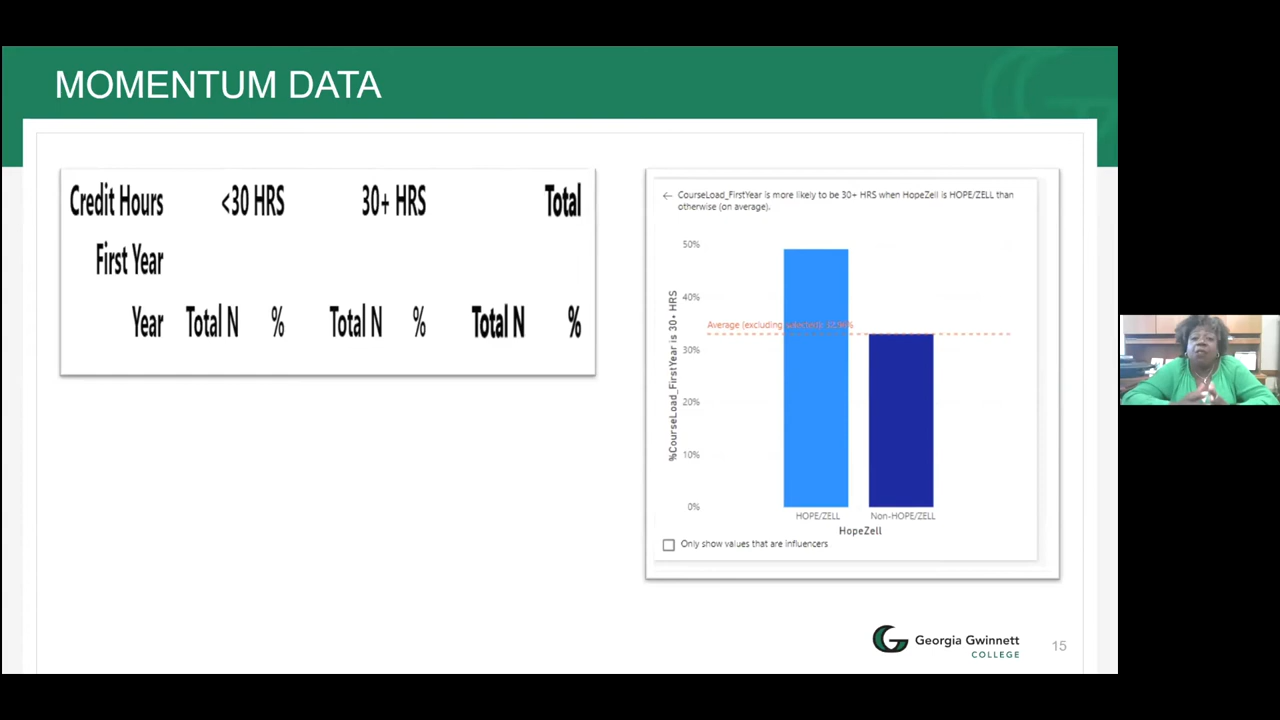 MOMENTUM DATA
Credit Hours <30 HRS 30+ HRS Total
First Year
Year Total N % Total N % Total N %
← CourseLoad_FirstYear is more likely to be 30+ HRS when HopeZell is HOPE/ZELL than
otherwise (on average).
%CourseLoad_FirstYear is 30+ HRS
50%
40%
Average (excluding selected):
30%
20%
10%
0%
HOPE/ZELL Non-HOPE/ZELL
HopeZell
Only show values that are influencers
Georgia Gwinnett
COLLEGE
15